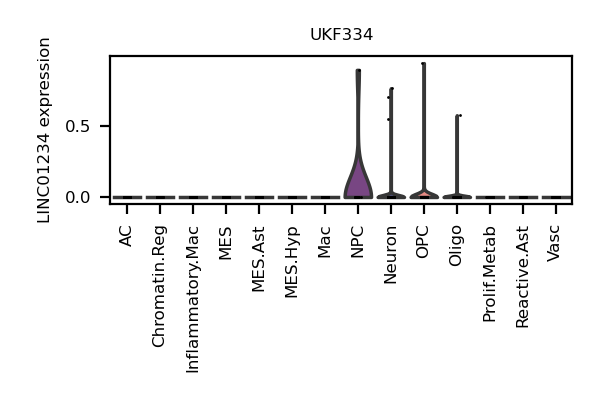 UKF334
LINC01234 expression
0.5
0.0
AC
Chromatin.Reg
Inflammatory.Mac
MES
MES.Ast
MES.Hyp
Mac
NPC
Neuron
OPC
Oligo
Prolif.Metab
Reactive.Ast
Vasc